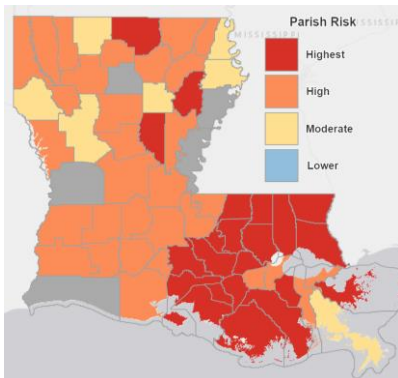 Parish Risk
MISSISSIPPI
Highest
High
Moderate
Lower